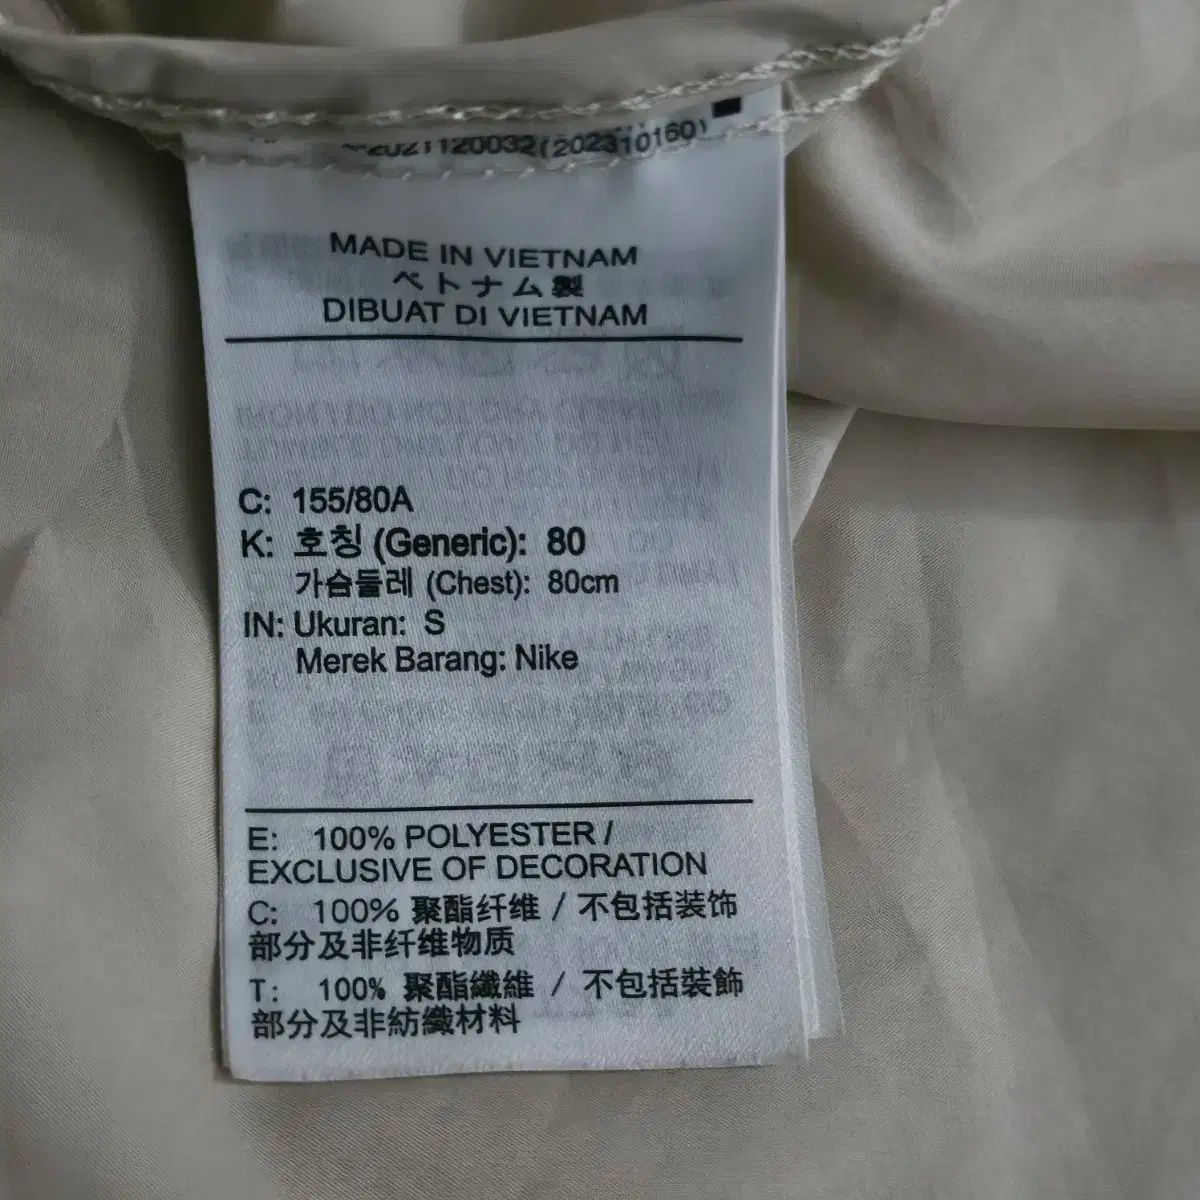 2021120032(202310160)
MADE IN VIETNAM
ベトナム製
DIBUAT DI VIETNAM
C: 155/80A
K: 호칭 (Generic): 80
가슴둘레 (Chest): 80cm
IN: Ukuran: S
Merek Barang: Nike
E: 100% POLYESTER /
EXCLUSIVE OF DECORATION
C: 100% 聚酯纤维 / 不包括装饰
部分及非纤维物质
T: 100% 聚酯纖維 / 不包括裝飾
部分及非紡織材料